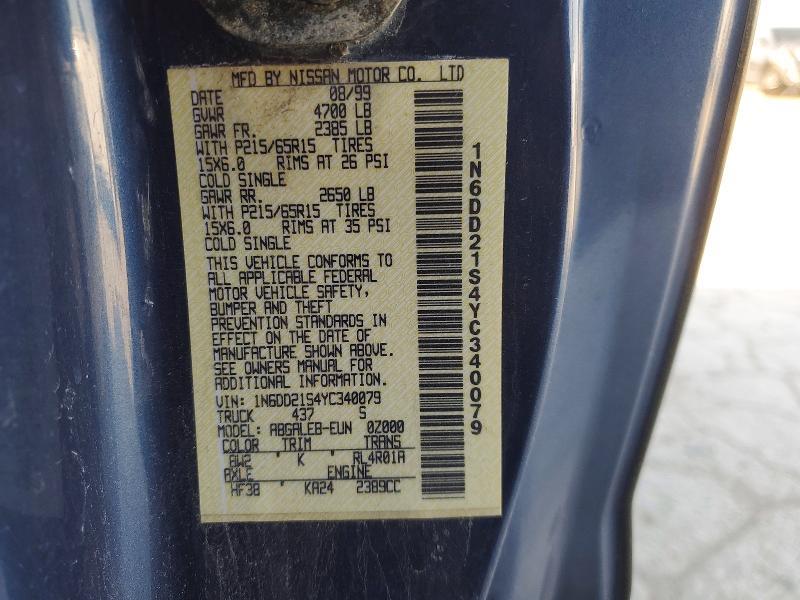 MFD BY NISSAN MOTOR CO. LTD
DATE 08/99
GVWR 4700 LB
GAWR FR. 2385 LB
WITH P215/65R15 TIRES
15X6.0 RIMS AT 26 PSI
COLD SINGLE
GAWR RR. 2650 LB
WITH P215/65R15 TIRES
15X6.0 RIMS AT 35 PSI
COLD SINGLE
THIS VEHICLE CONFORMS TO
ALL APPLICABLE FEDERAL
MOTOR VEHICLE SAFETY,
BUMPER AND THEFT
PREVENTION STANDARDS IN
EFFECT ON THE DATE OF
MANUFACTURE SHOWN ABOVE.
SEE OWNERS MANUAL FOR
ADDITIONAL INFORMATION
VIN: 1N6DD21S4YC340079
TRUCK 437 S
MODEL: ABGALEB-EUN 0Z000
COLOR TRIM TRANS
BW2 ' K ' RL4R01A
AXLE ENGINE
HF38 ' KA24 2389CC
1N6DD21S4YC340079